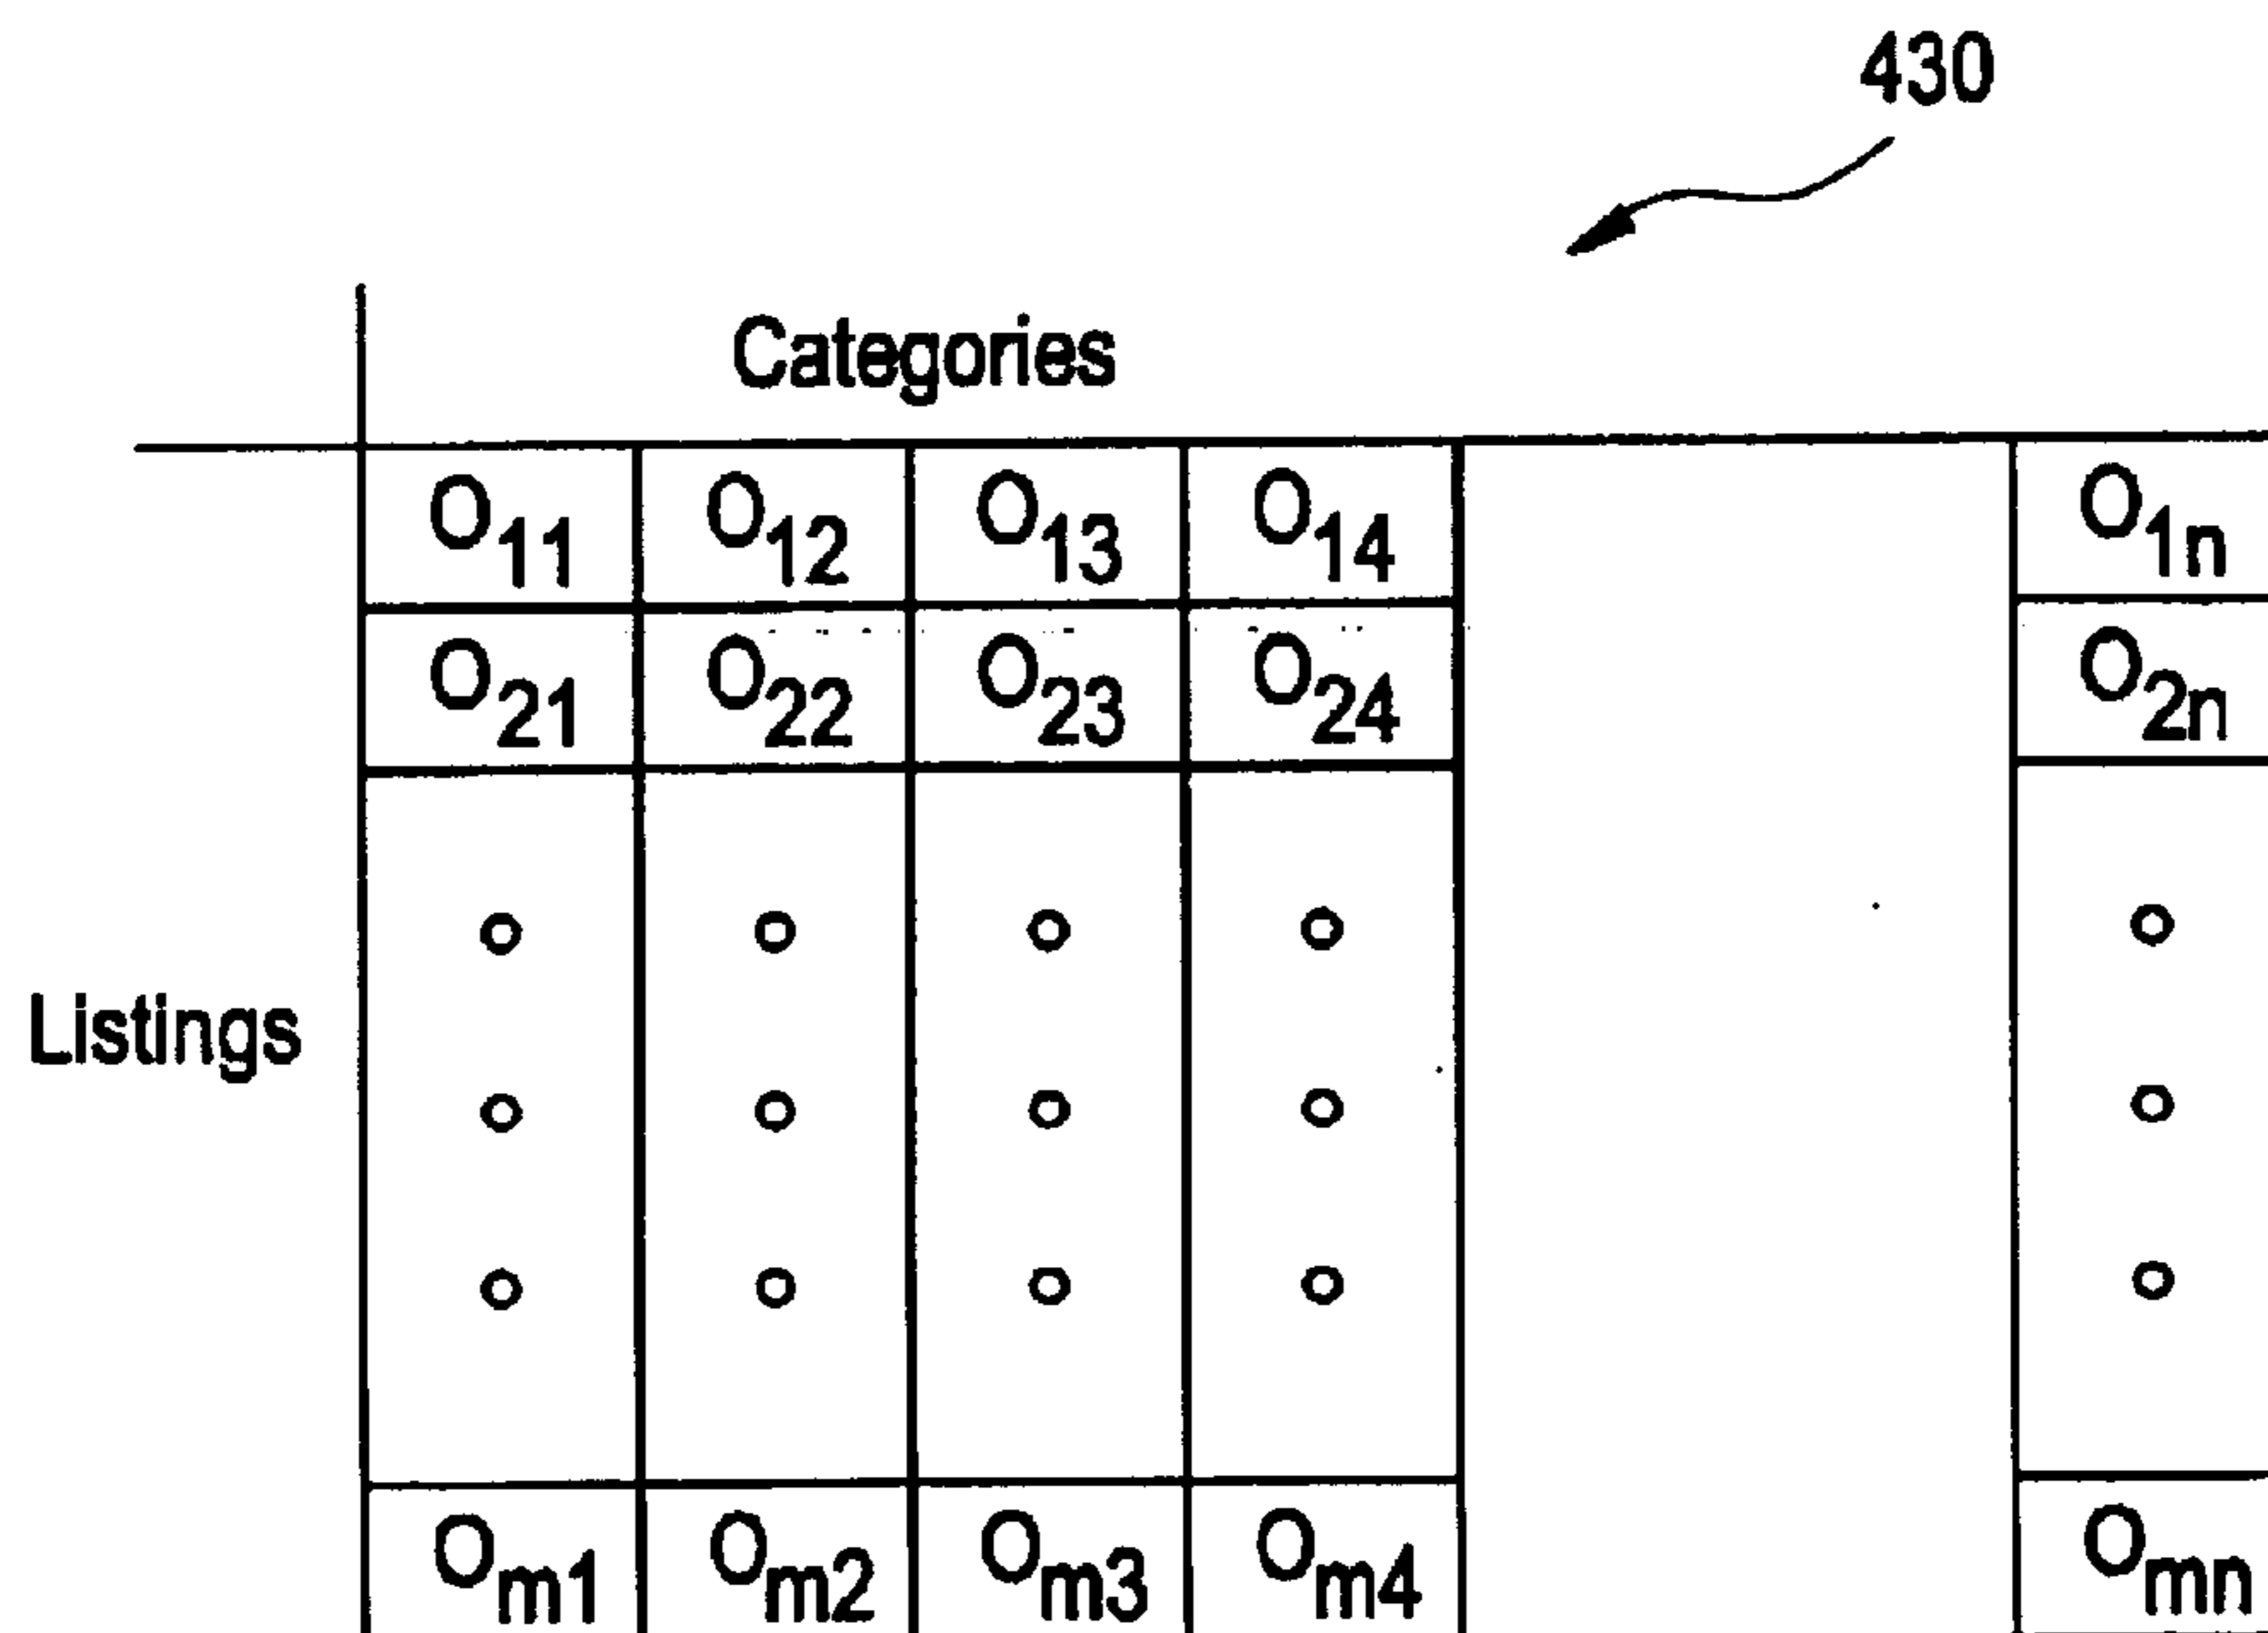 430
Categories
O11 O12 O13 O14 O1n
O21 O22 O23 O24 O2n
Listings
Om1 Om2 Om3 Om4 Omn